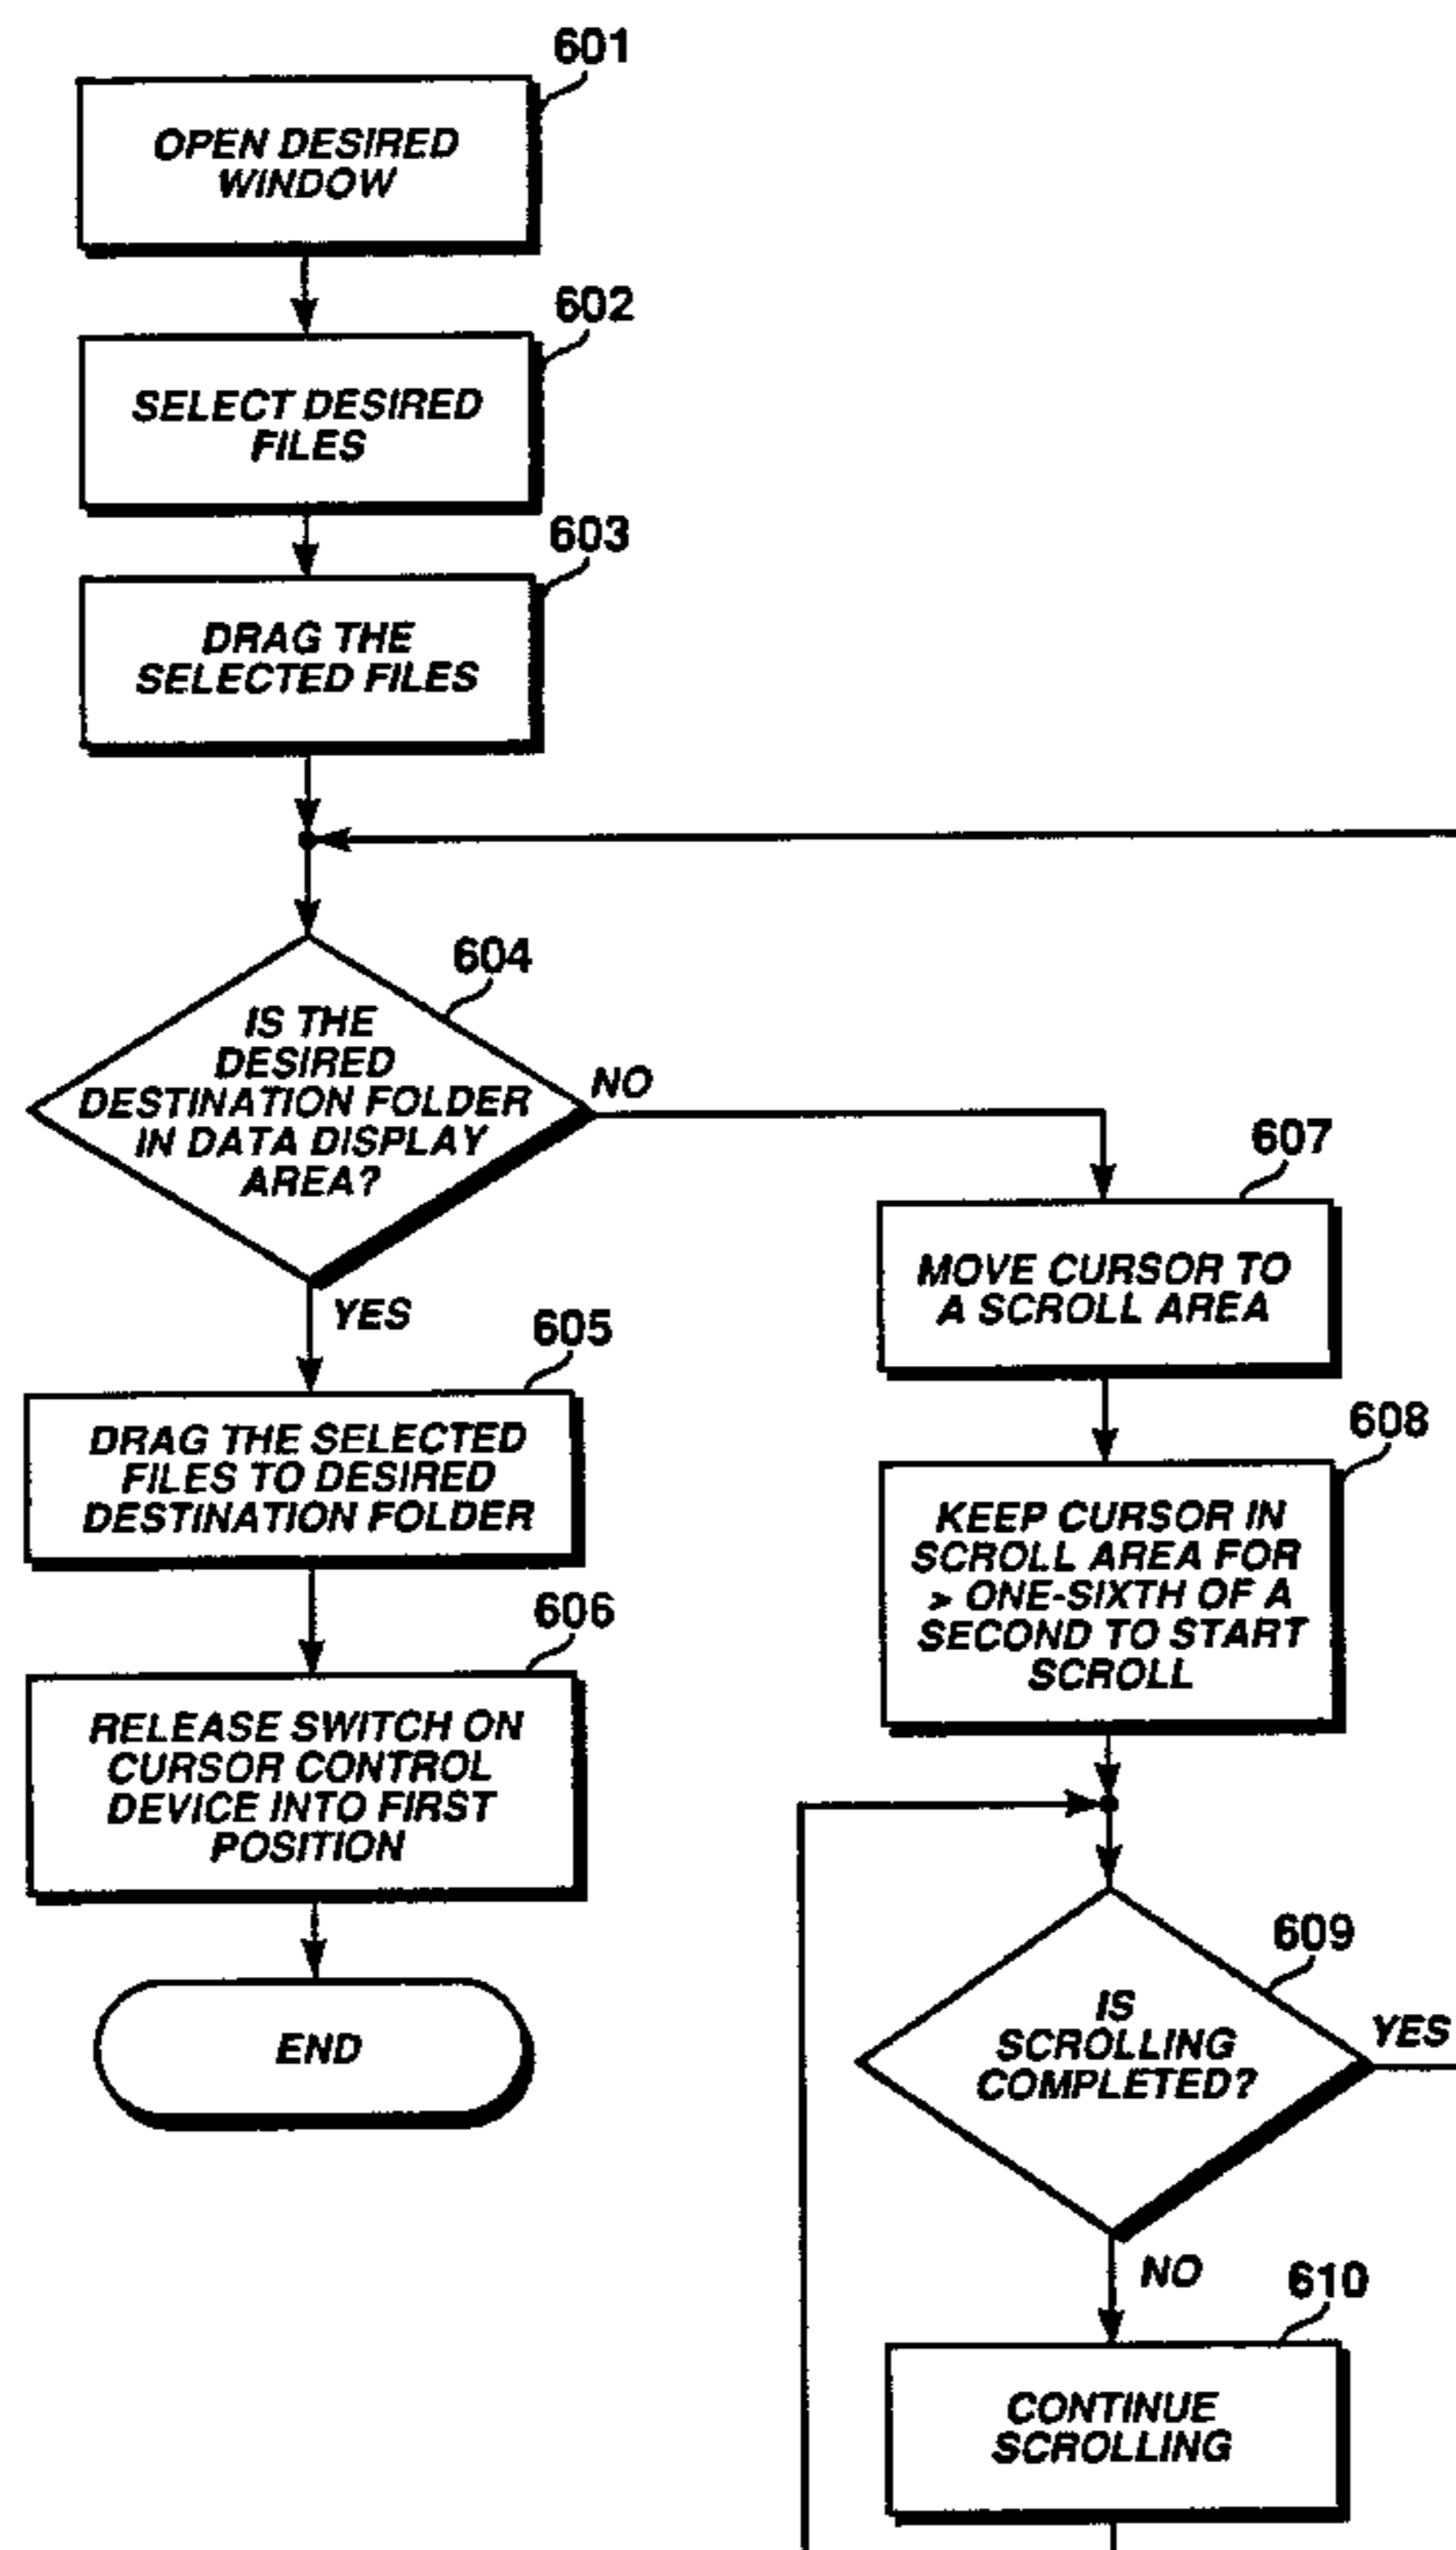 601
OPEN DESIRED
WINDOW
602
SELECT DESIRED
FILES
603
DRAG THE
SELECTED FILES
604
IS THE
DESIRED
DESTINATION FOLDER
IN DATA DISPLAY
AREA?
NO
YES
605
DRAG THE SELECTED
FILES TO DESIRED
DESTINATION FOLDER
606
RELEASE SWITCH ON
CURSOR CONTROL
DEVICE INTO FIRST
POSITION
END
607
MOVE CURSOR TO
A SCROLL AREA
608
KEEP CURSOR IN
SCROLL AREA FOR
> ONE-SIXTH OF A
SECOND TO START
SCROLL
609
IS
SCROLLING
COMPLETED?
YES
NO
610
CONTINUE
SCROLLING